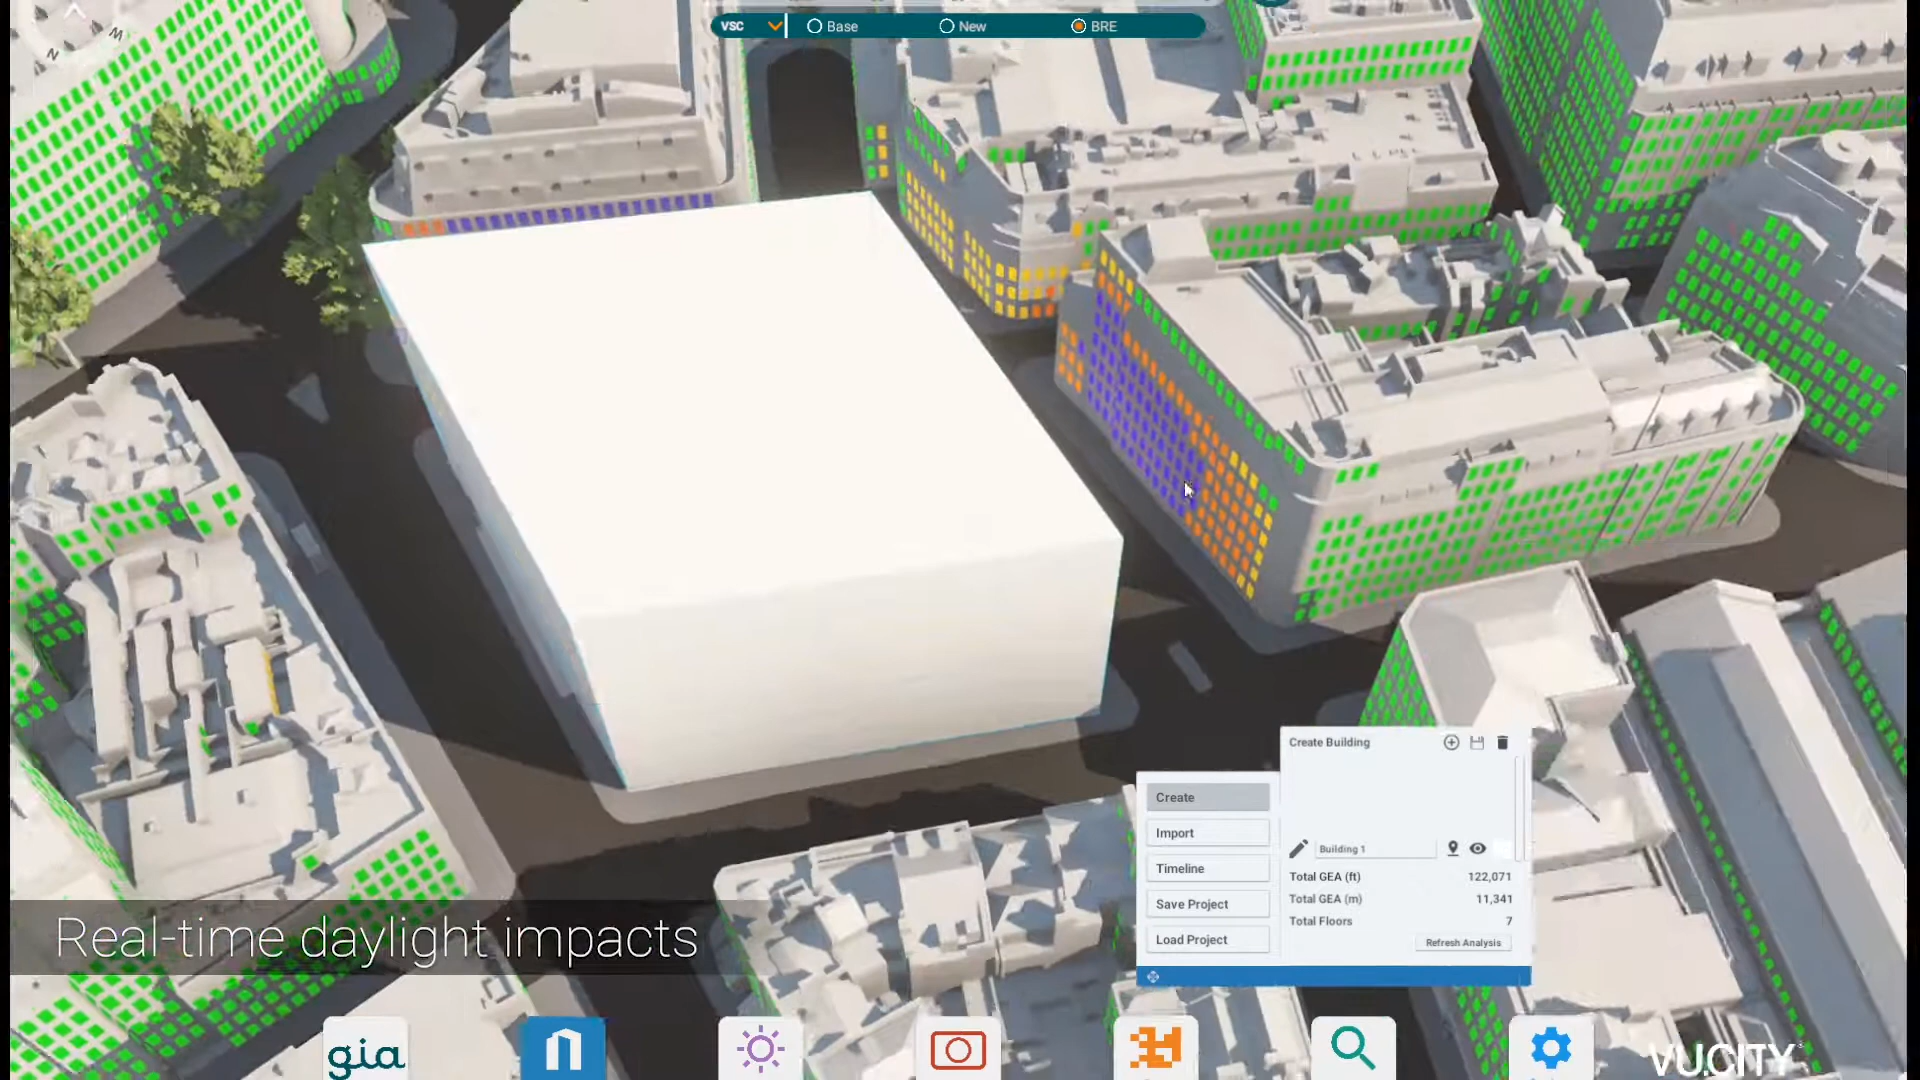 N
VSC Base New BRE
Create Building
Create
Import
Timeline
Save Project
Load Project
Building 1
Total GEA (ft) 122,071
Total GEA (m) 11,341
Total Floors 7
Refresh Analysis
Real-time daylight impacts
gia
VU.CITY